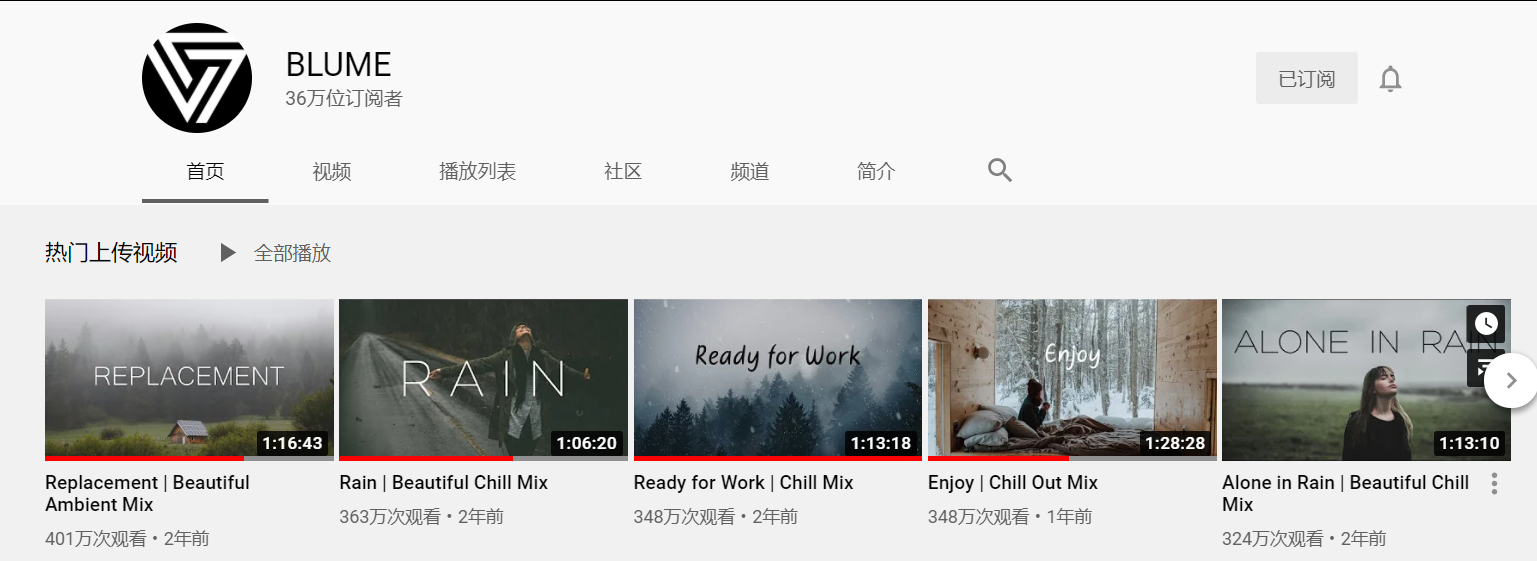 BLUME
36万位订阅者
已订阅
首页 视频 播放列表 社区 频道 简介
热门上传视频 全部播放
REPLACEMENT
1:16:43
RAIN
1:06:20
Ready for Work
1:13:18
Enjoy
1:28:28
ALONE IN RAIN
1:13:10
Replacement | Beautiful
Ambient Mix
401万次观看 • 2年前
Rain | Beautiful Chill Mix
363万次观看 • 2年前
Ready for Work | Chill Mix
348万次观看 • 2年前
Enjoy | Chill Out Mix
348万次观看 • 1年前
Alone in Rain | Beautiful Chill
Mix
324万次观看 • 2年前